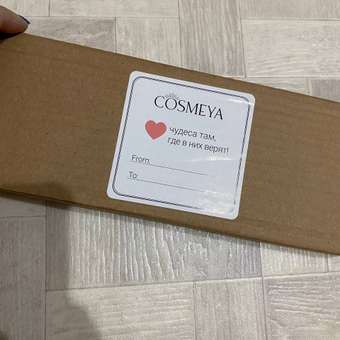 COSMEYA
чудеса там,
где в них верят!
From
To